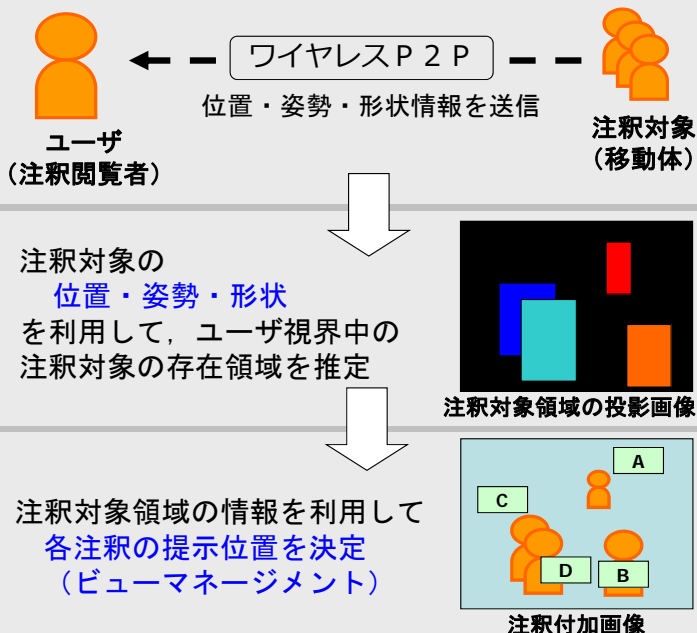 ワイヤレスＰ２Ｐ
位置・姿勢・形状情報を送信
ユーザ
（注釈閲覧者）
注釈対象
（移動体）
注釈対象の
位置・姿勢・形状
を利用して，ユーザ視界中の
注釈対象の存在領域を推定
注釈対象領域の投影画像
注釈対象領域の情報を利用して
各注釈の提示位置を決定
（ビューマネージメント）
A
C
D
B
注釈付加画像